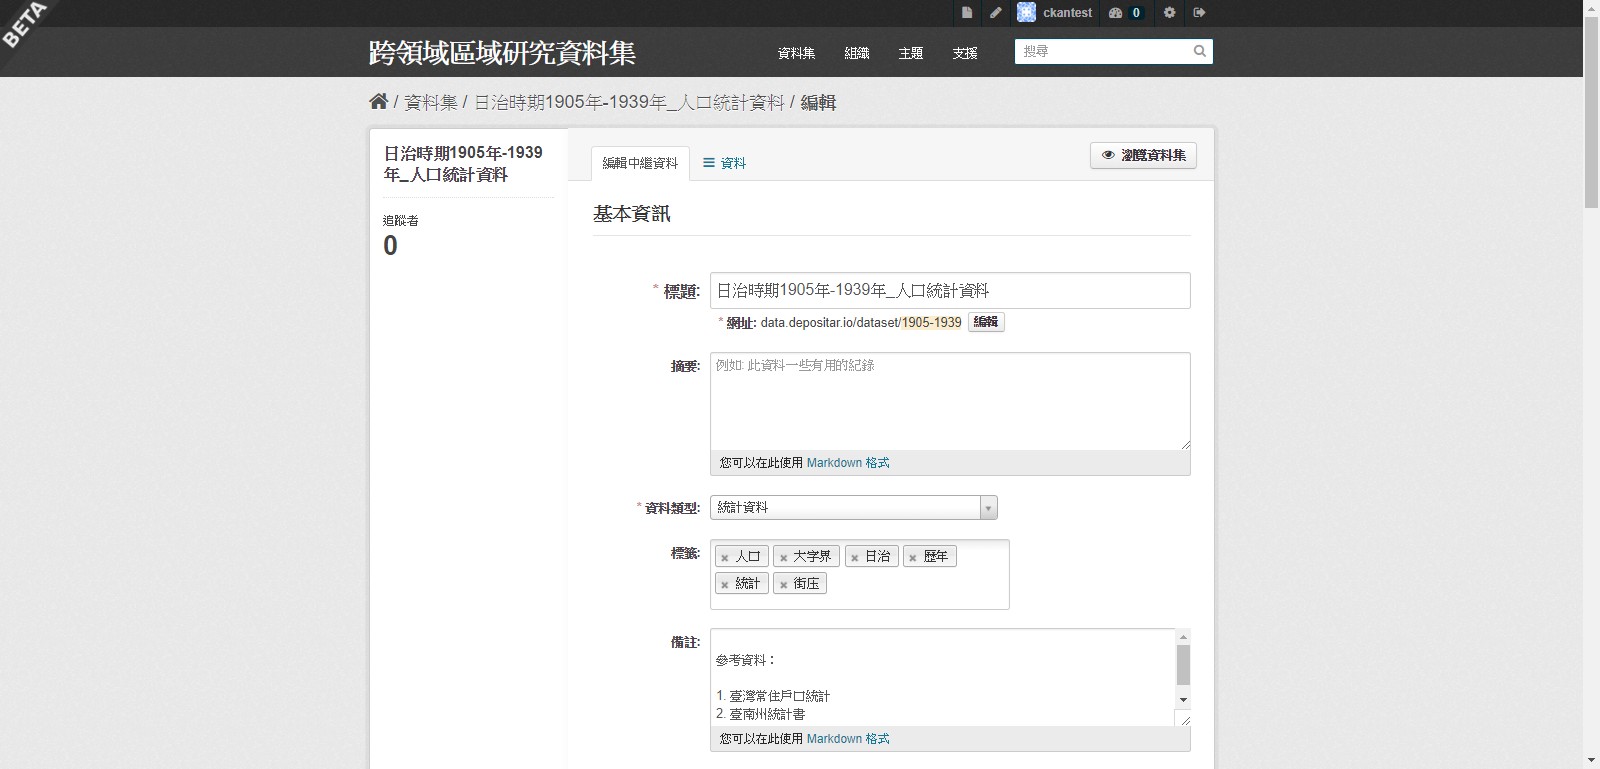 BETA
ckantest
0
跨領域區域研究資料集
資料集
組織
主題
支援
搜尋
/ 資料集 / 日治時期1905年-1939年_人口統計資料 / 編輯
日治時期1905年-1939
年_人口統計資料
追蹤者
0
編輯中繼資料
資料
瀏覽資料集
基本資訊
* 標題:
日治時期1905年-1939年_人口統計資料
* 網址: data.depositar.io/dataset/1905-1939 編輯
摘要:
例如: 此資料一些有用的紀錄
您可以在此使用 Markdown 格式
* 資料類型:
統計資料
標籤:
× 人口 × 大字界 × 日治 × 歷年
× 統計 × 街庄
備註:
參考資料：
1. 臺灣常住戶口統計
2. 臺南州統計書
您可以在此使用 Markdown 格式